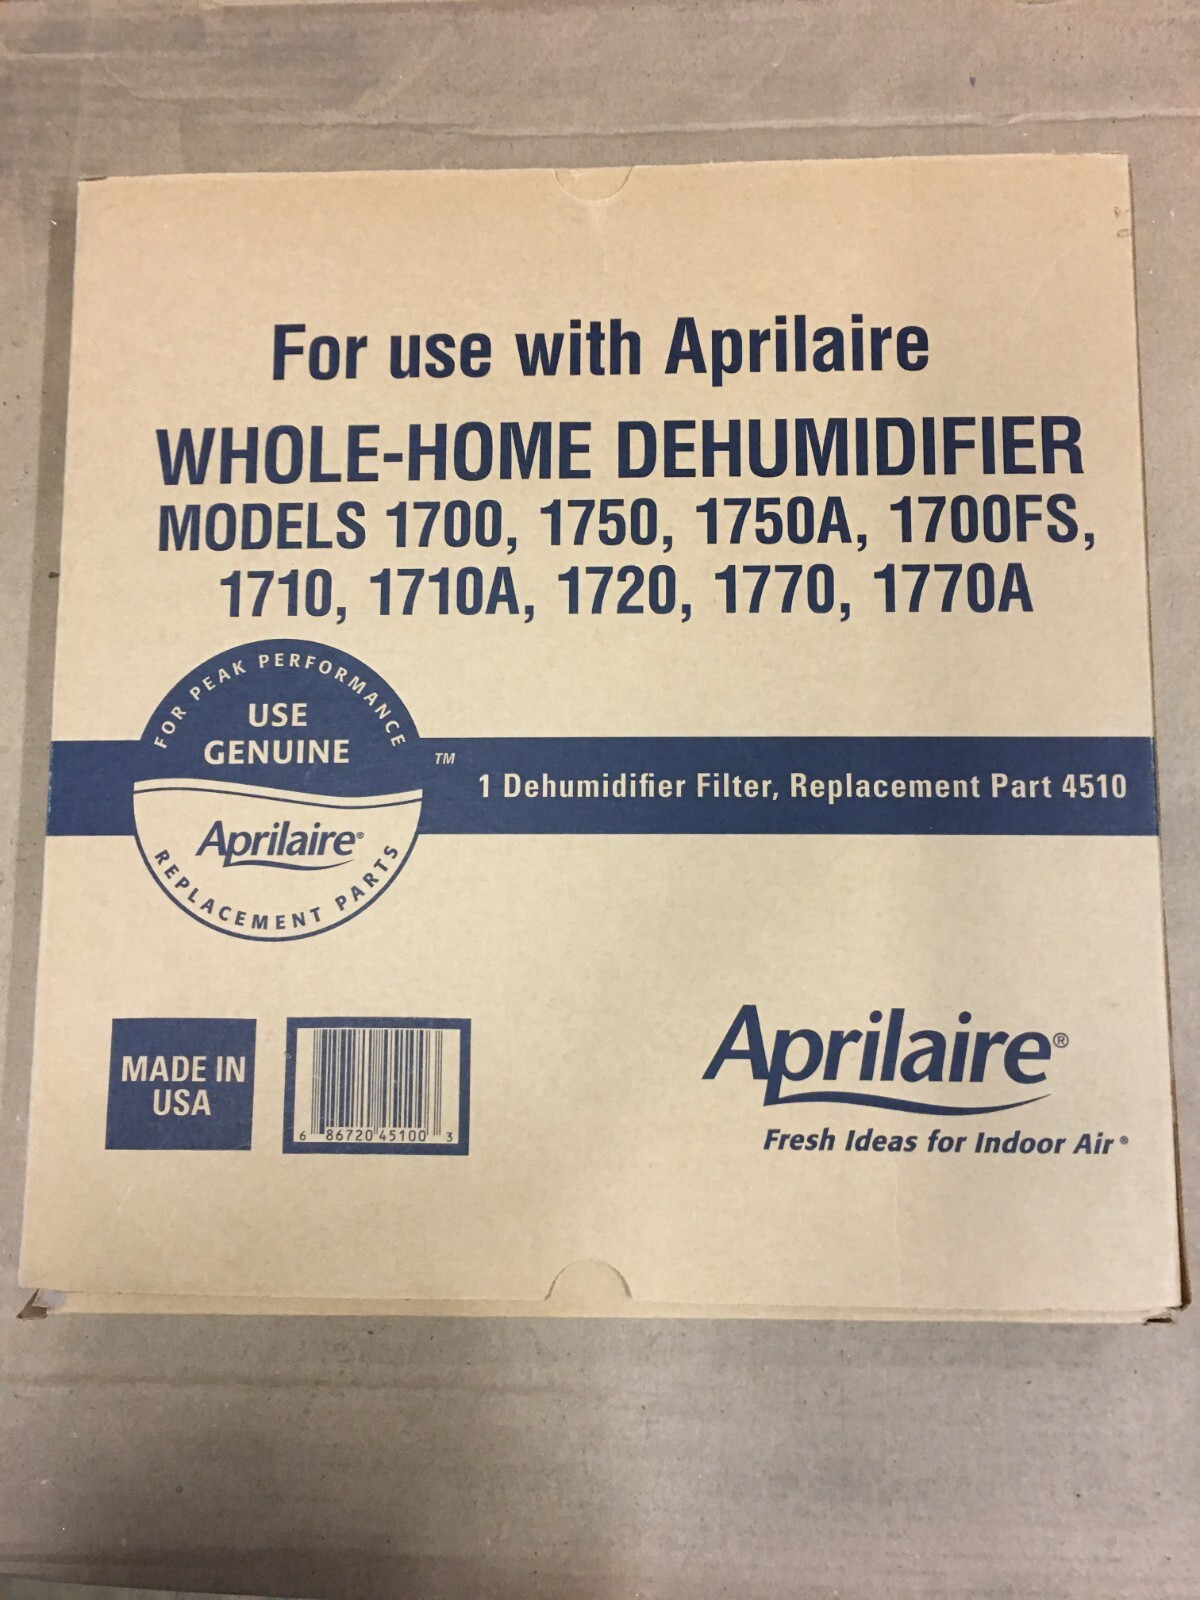 For use with Aprilaire
WHOLE-HOME DEHUMIDIFIER
MODELS 1700, 1750, 1750A, 1700FS,
1710, 1710A, 1720, 1770, 1770A
FOR PEAK PERFORMANCE
USE
GENUINE
TM
1 Dehumidifier Filter, Replacement Part 4510
Aprilaire®
REPLACEMENT PARTS
MADE IN
USA
6 86720 45100 3
Aprilaire®
Fresh Ideas for Indoor Air®